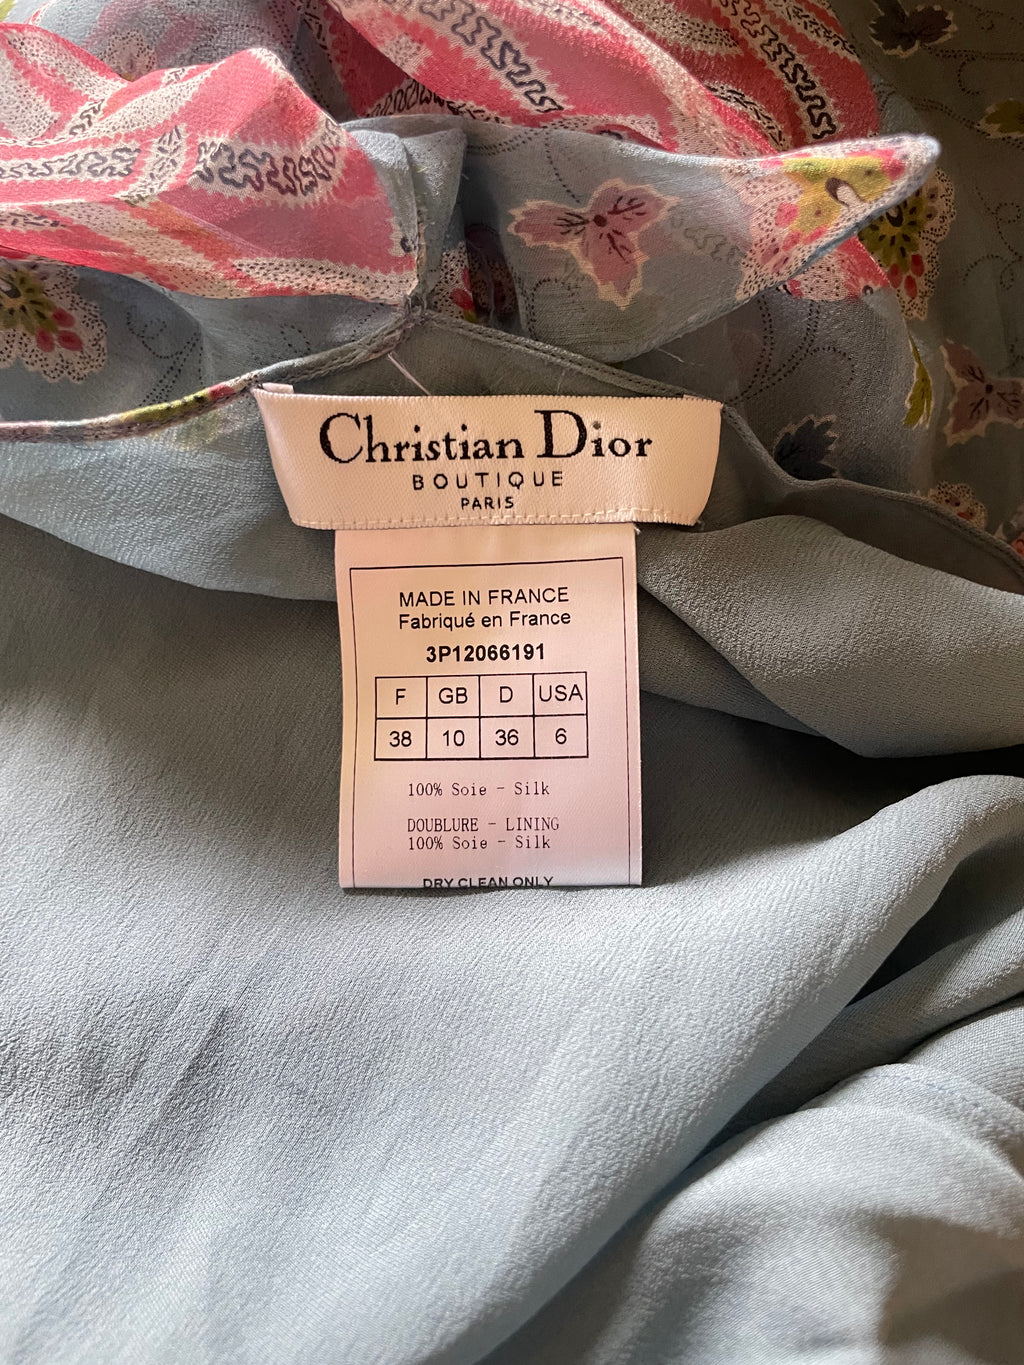 Christian Dior
BOUTIQUE
PARIS
MADE IN FRANCE
Fabriqué en France
3P12066191
F GB D USA
38 10 36 6
100% Soie - Silk
DOUBLURE - LINING
100% Soie - Silk
DRY CLEAN ONLY